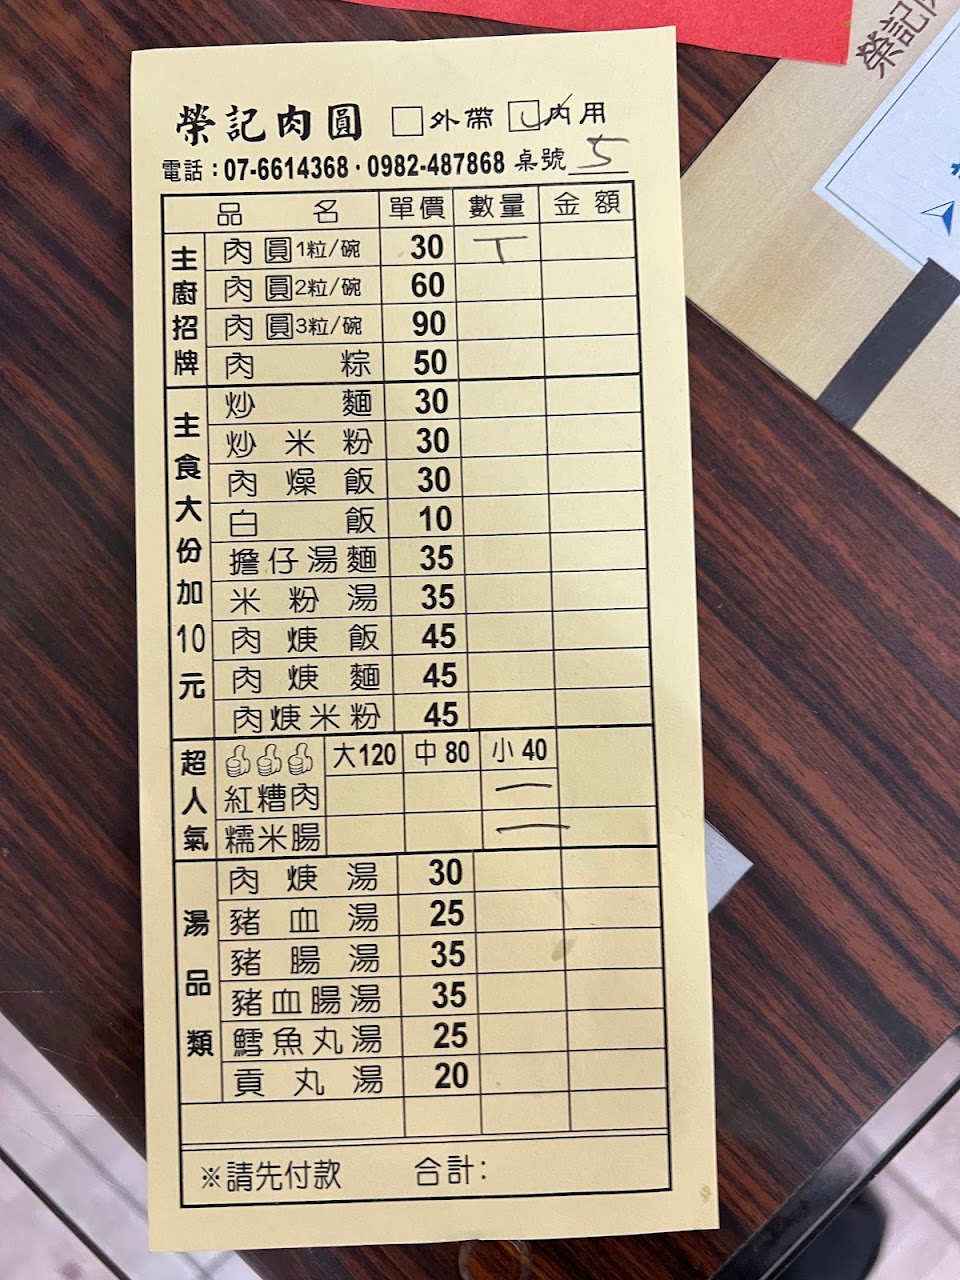 榮記肉圓 □外帶 ☑內用
電話：07-6614368·0982-487868 桌號 5
品名 單價 數量 金額
主廚招牌
肉圓1粒/碗 30 T
肉圓2粒/碗 60
肉圓3粒/碗 90
肉粽 50
主食大份加10元
炒麵 30
炒米粉 30
肉燥飯 30
白飯 10
擔仔湯麵 35
米粉湯 35
肉焿飯 45
肉焿麵 45
肉焿米粉 45
超人氣
大120 中80 小40
紅糟肉 一
糯米腸 一
湯品類
肉焿湯 30
豬血湯 25
豬腸湯 35
豬血腸湯 35
鱈魚丸湯 25
貢丸湯 20
※請先付款 合計：
榮記